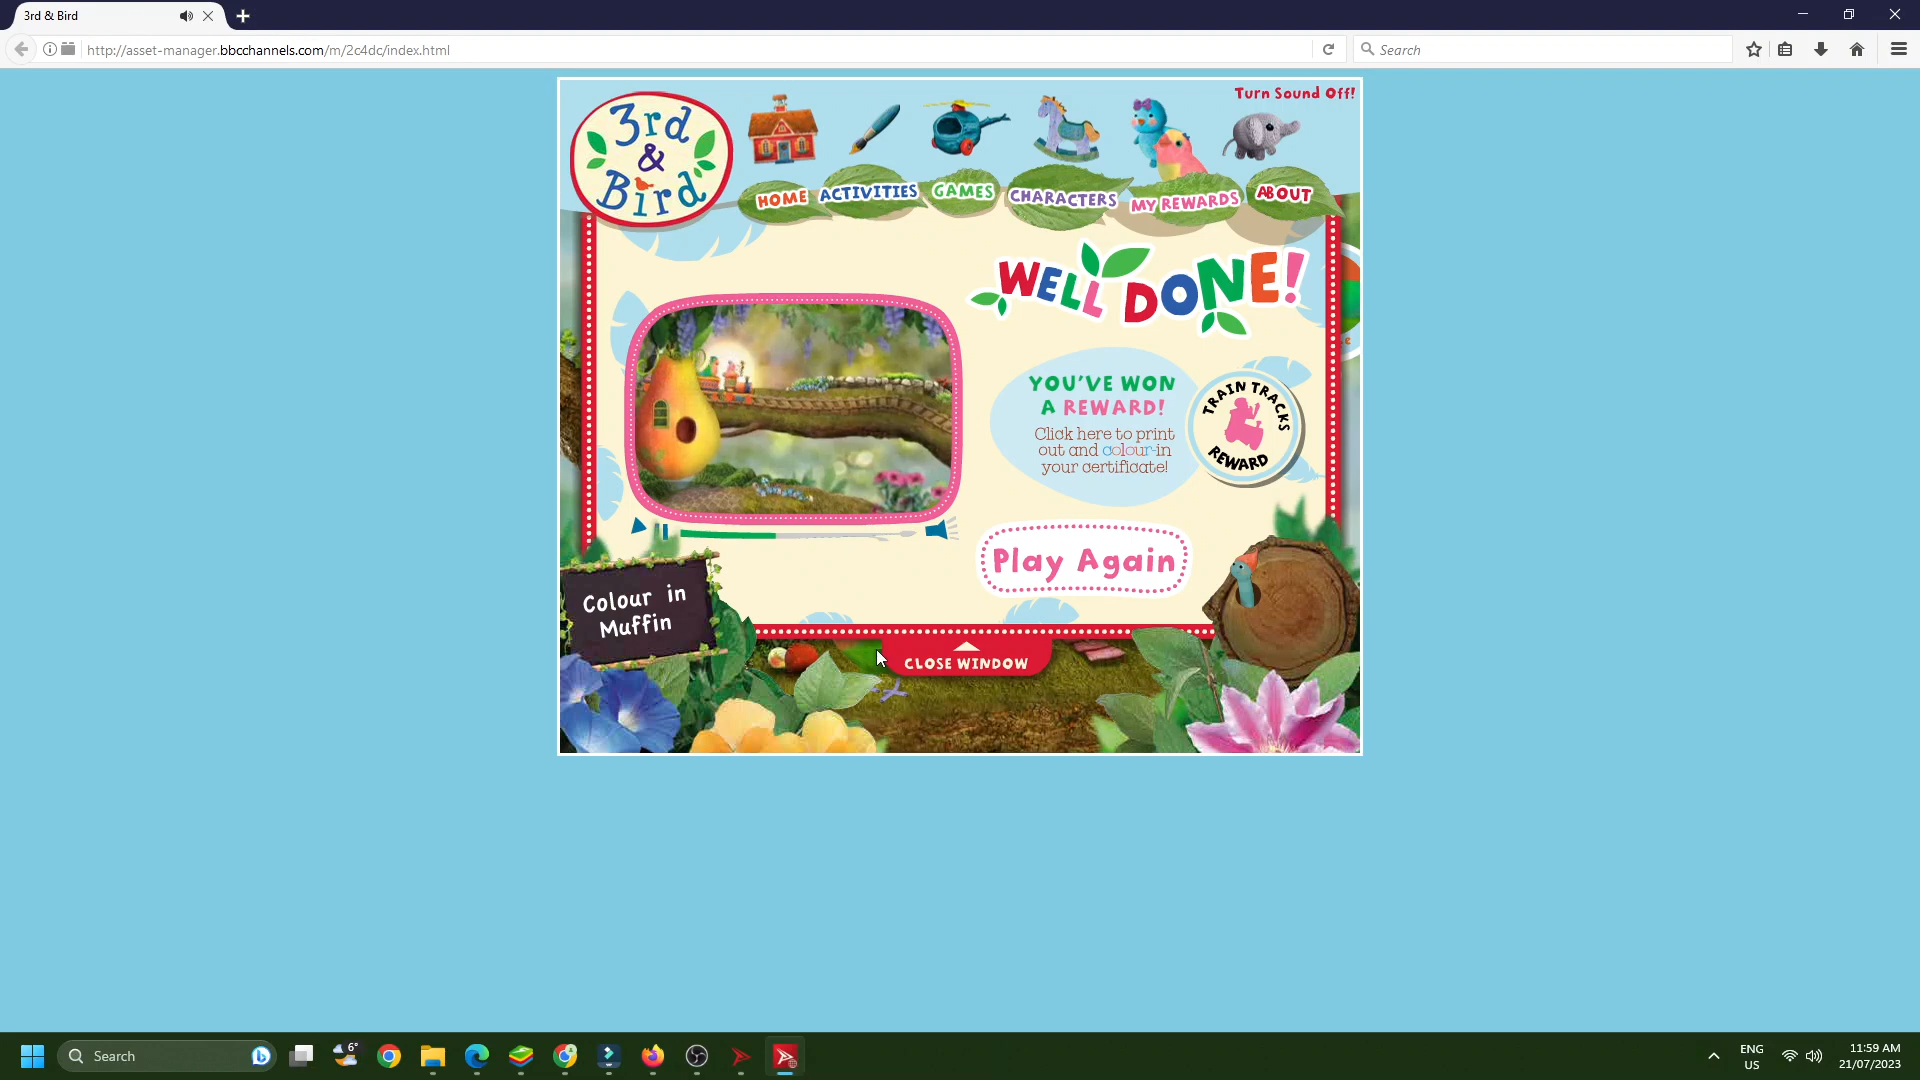 3rd & Bird
http://asset-manager.bbcchannels.com/m/2c4dc/index.html
Search
Turn Sound Off!
3rd
&
Bird
HOME
ACTIVITIES
GAMES
CHARACTERS
MY REWARDS
ABOUT
WELL DONE!
YOU'VE WON
A REWARD!
Click here to print
out and colour-in
your certificate!
TRAIN TRACKS
REWARD
Play Again
Colour in
Muffin
CLOSE WINDOW
Search
6°
ENG
US
11:59 AM
21/07/2023